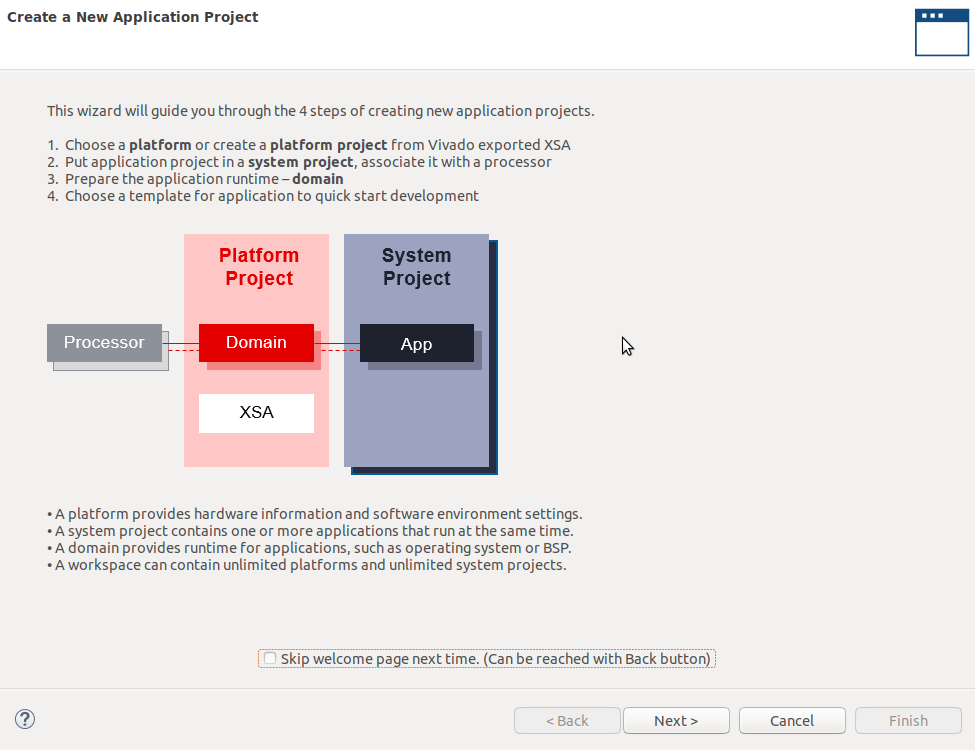 Create a New Application Project
This wizard will guide you through the 4 steps of creating new application projects.
1. Choose a platform or create a platform project from Vivado exported XSA
2. Put application project in a system project, associate it with a processor
3. Prepare the application runtime – domain
4. Choose a template for application to quick start development
Platform
Project
System
Project
Processor
Domain
App
XSA
• A platform provides hardware information and software environment settings.
• A system project contains one or more applications that run at the same time.
• A domain provides runtime for applications, such as operating system or BSP.
• A workspace can contain unlimited platforms and unlimited system projects.
Skip welcome page next time. (Can be reached with Back button)
?
< Back
Next >
Cancel
Finish